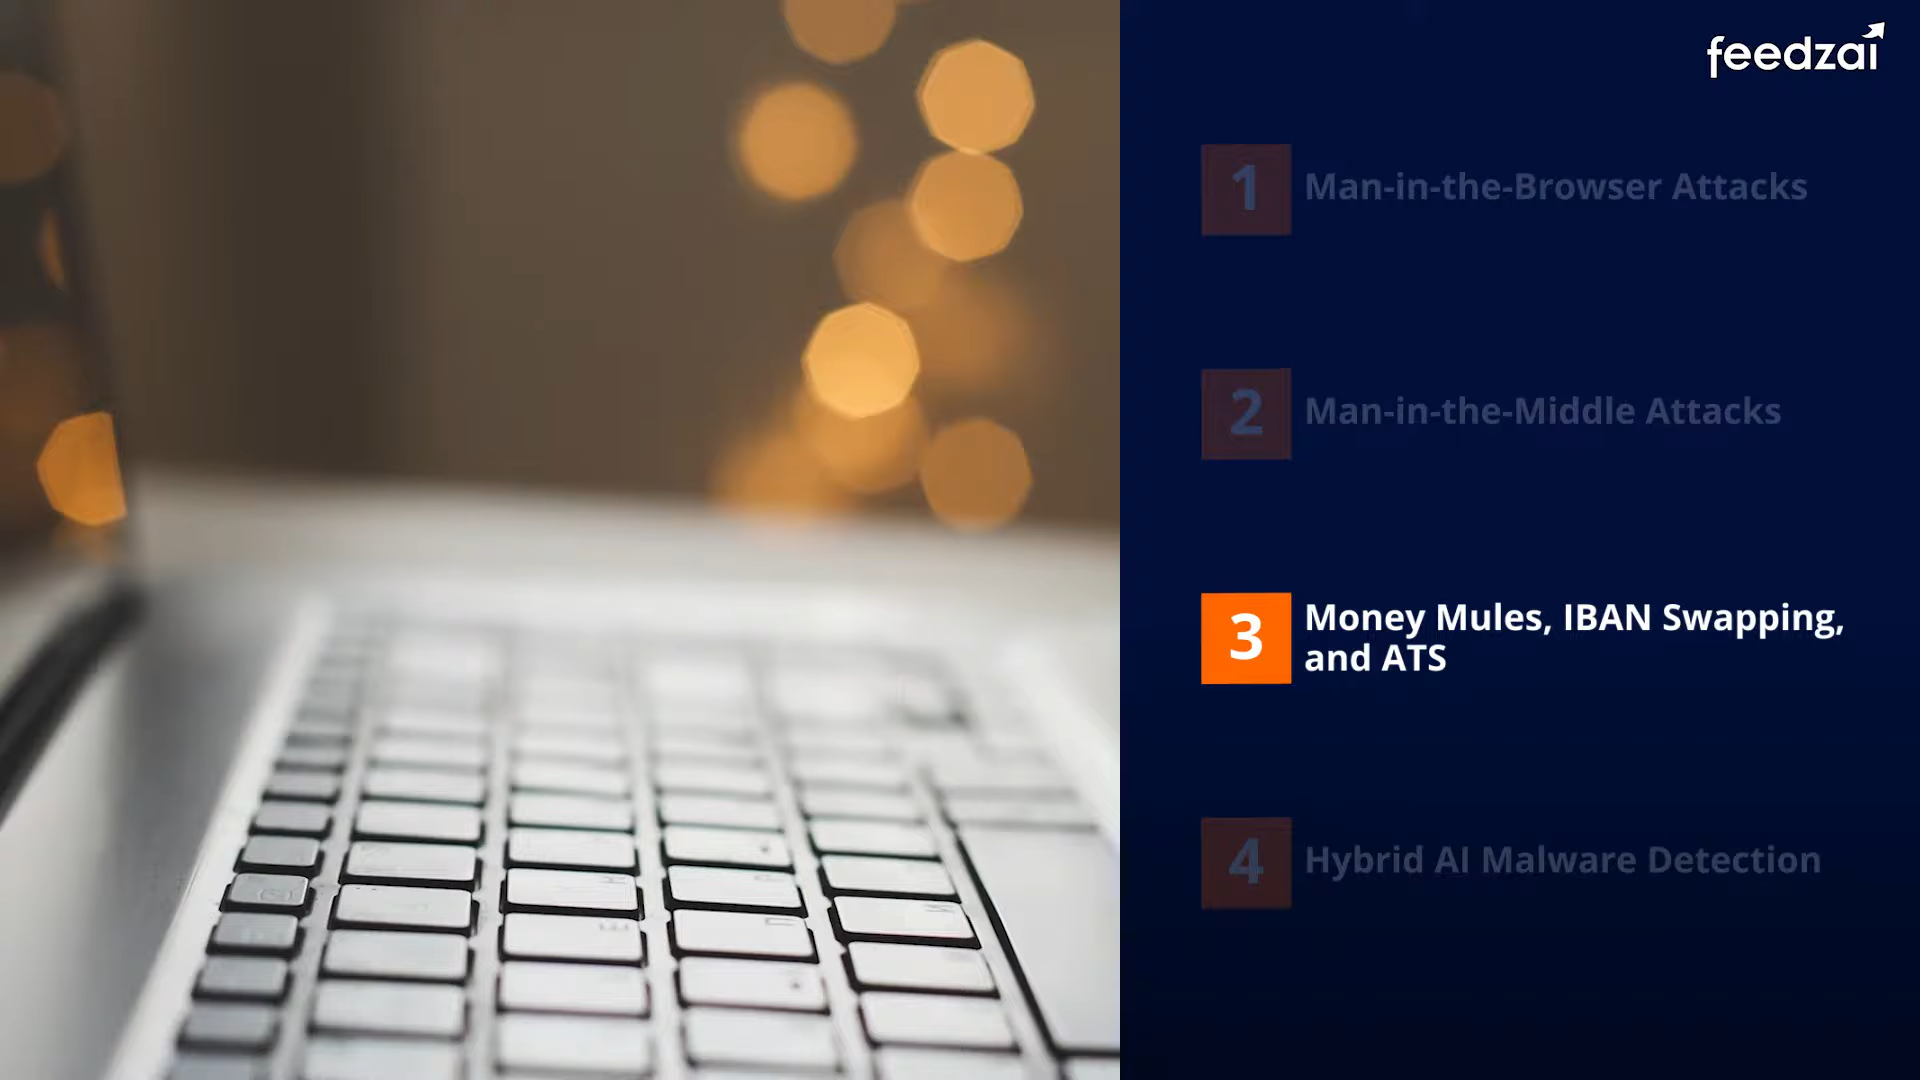 feedzai
1 Man-in-the-Browser Attacks
2 Man-in-the-Middle Attacks
3 Money Mules, IBAN Swapping,
and ATS
4 Hybrid AI Malware Detection